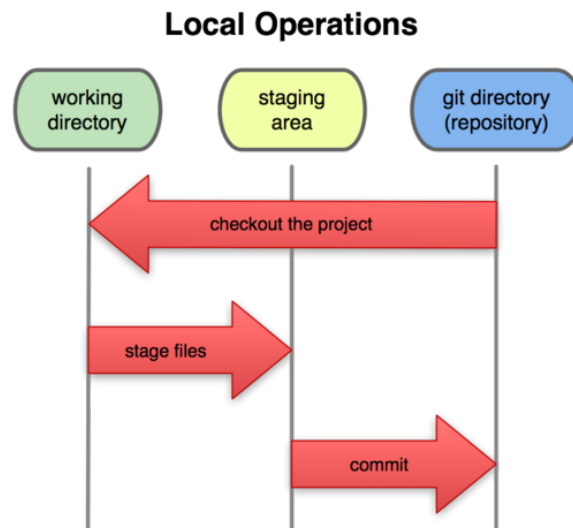 Local Operations
working
directory
staging
area
git directory
(repository)
checkout the project
stage files
commit